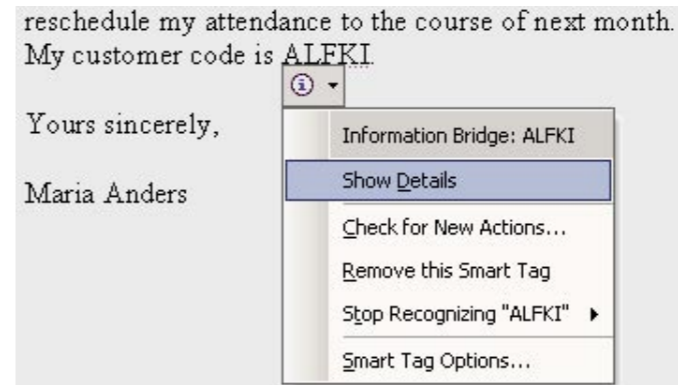 reschedule my attendance to the course of next month.
My customer code is ALFKI.
Yours sincerely,
Maria Anders
Information Bridge: ALFKI
Show Details
Check for New Actions...
Remove this Smart Tag
Stop Recognizing "ALFKI"
Smart Tag Options...